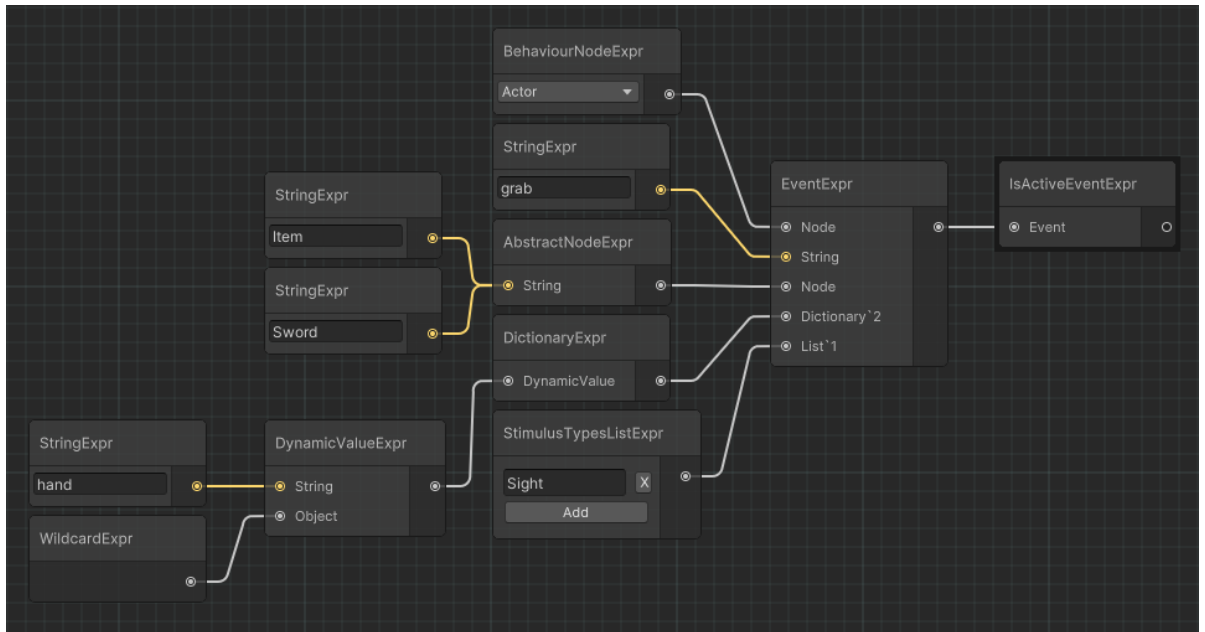 BehaviourNodeExpr
Actor
StringExpr
grab
StringExpr
Item
AbstractNodeExpr
String
StringExpr
Sword
EventExpr
Node
String
Node
Dictionary`2
List`1
IsActiveEventExpr
Event
DictionaryExpr
DynamicValue
StringExpr
hand
WildcardExpr
DynamicValueExpr
String
Object
StimulusTypesListExpr
Sight X
Add